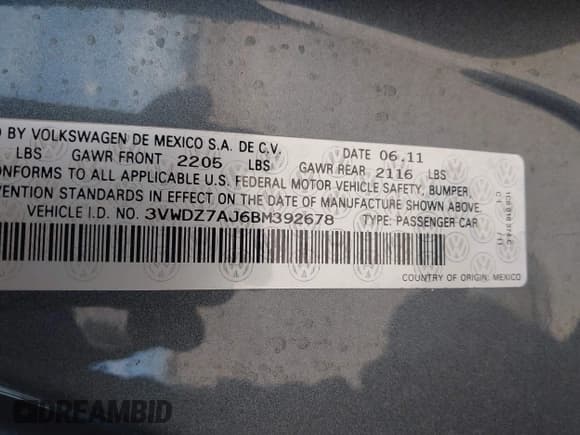 D BY VOLKSWAGEN DE MEXICO S.A. DE C.V. DATE 06.11
LBS GAWR FRONT 2205 LBS GAWR REAR 2116 LBS
CONFORMS TO ALL APPLICABLE U.S. FEDERAL MOTOR VEHICLE SAFETY, BUMPER,
VENTION STANDARDS IN EFFECT ON THE DATE OF MANUFACTURE SHOWN ABOVE.
VEHICLE I.D. NO. 3VWDZ7AJ6BM392678 TYPE: PASSENGER CAR
COUNTRY OF ORIGIN: MEXICO
DREAMBID